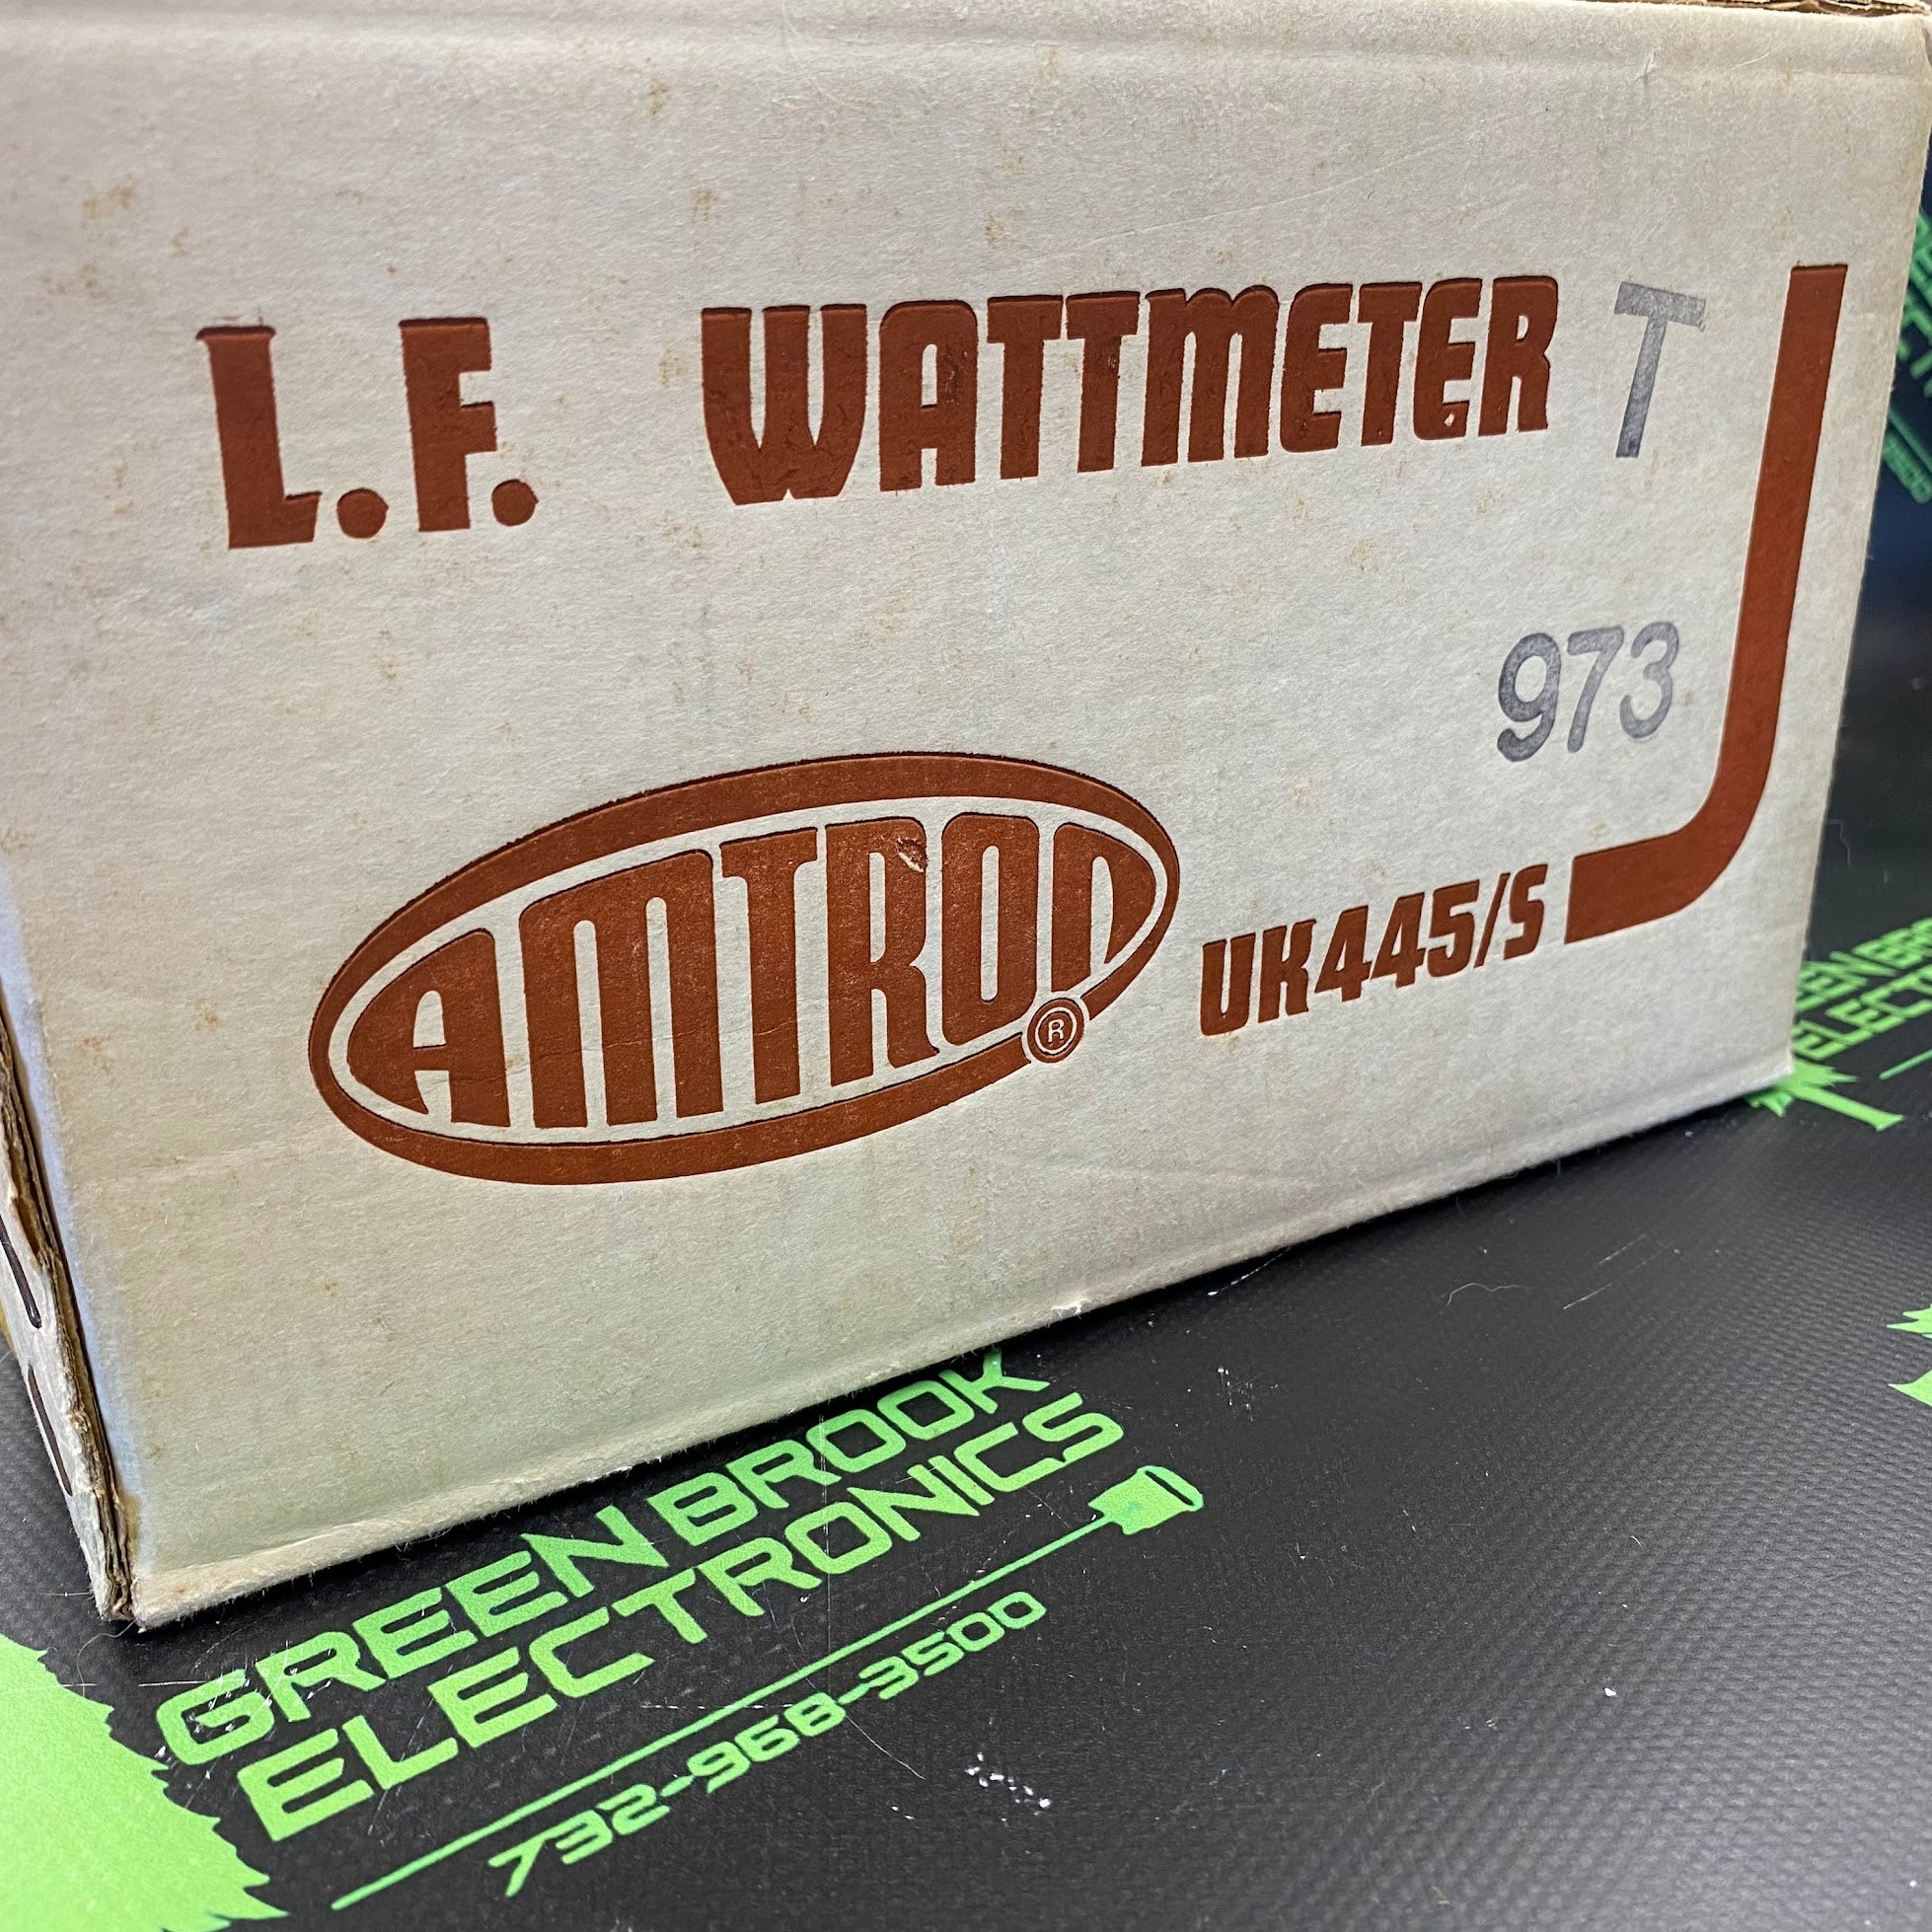 L.F. WATTMETER T
973
AMTRON ®
UK445/S
GREEN BROOK
ELECTRONICS
732-968-3500